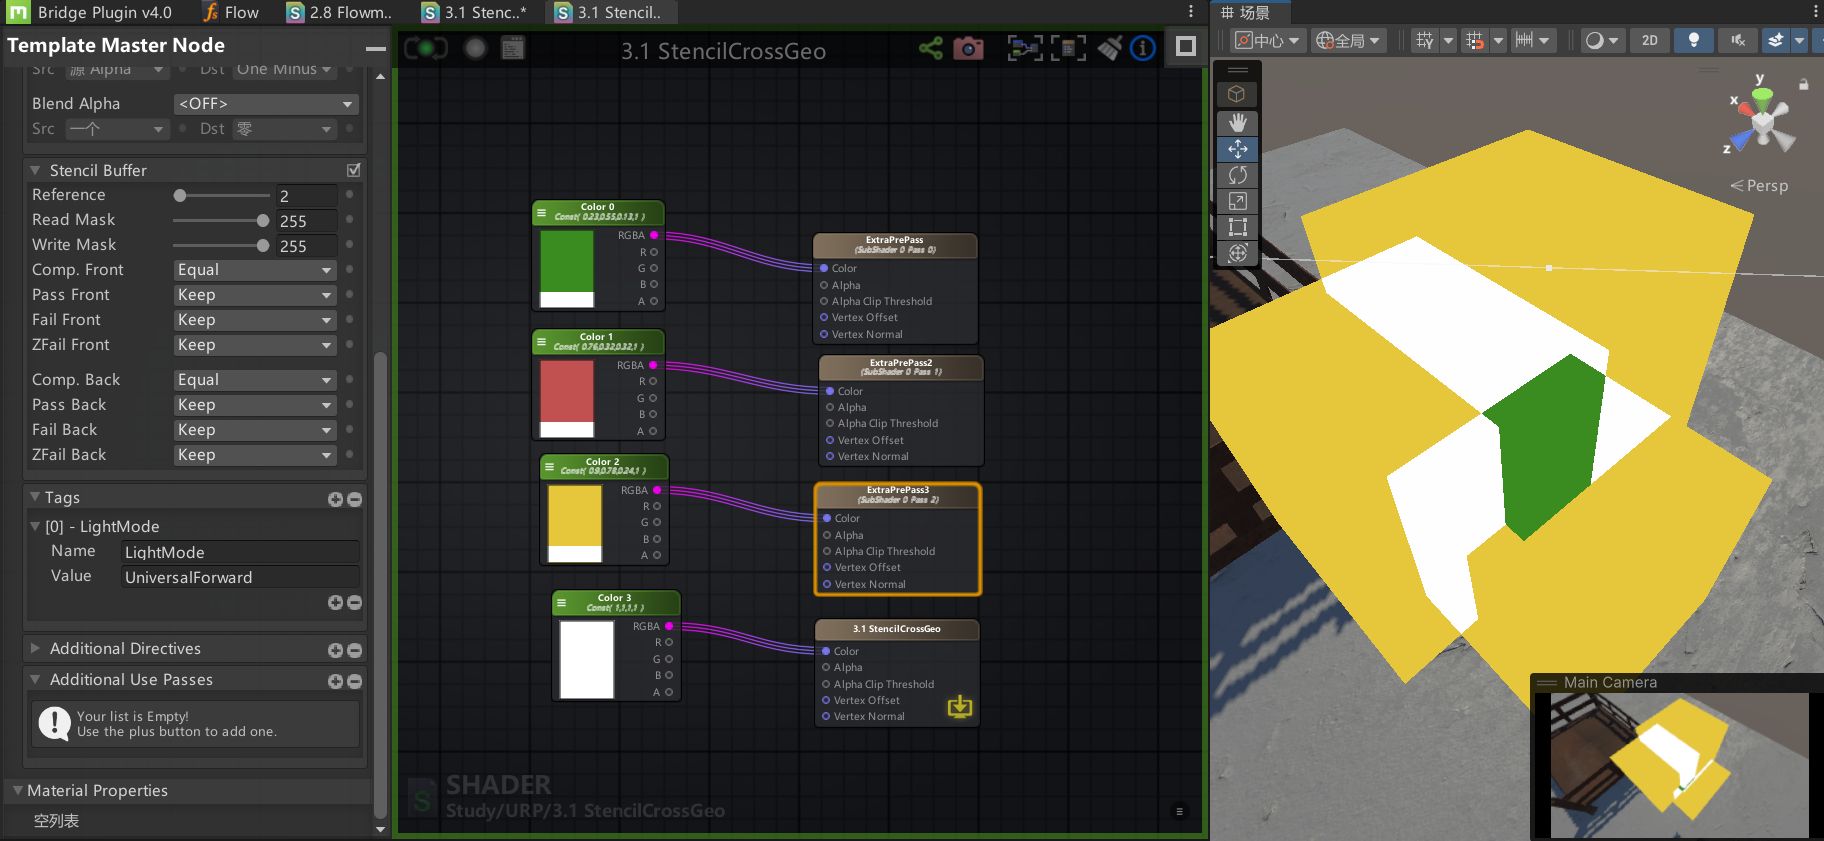 Bridge Plugin v4.0
Flow
2.8 Flowm..
3.1 Stenc..*
3.1 Stencil..
Template Master Node
Src 源 Alpha Dst One Minus
Blend Alpha <OFF>
Src 一个 Dst 零
Stencil Buffer
Reference 2
Read Mask 255
Write Mask 255
Comp. Front Equal
Pass Front Keep
Fail Front Keep
ZFail Front Keep
Comp. Back Equal
Pass Back Keep
Fail Back Keep
ZFail Back Keep
Tags
[0] - LightMode
Name LightMode
Value UniversalForward
Additional Directives
Additional Use Passes
Your list is Empty!
Use the plus button to add one.
Material Properties
空列表
3.1 StencilCrossGeo
Color 0
Const( 0.23,0.55,0.13,1 )
RGBA
R
G
B
A
ExtraPrePass
(SubShader 0 Pass 0)
Color
Alpha
Alpha Clip Threshold
Vertex Offset
Vertex Normal
Color 1
Const( 0.76,0.32,0.32,1 )
RGBA
R
G
B
A
ExtraPrePass2
(SubShader 0 Pass 1)
Color
Alpha
Alpha Clip Threshold
Vertex Offset
Vertex Normal
Color 2
Const( 0.9,0.78,0.24,1 )
RGBA
R
G
B
A
ExtraPrePass3
(SubShader 0 Pass 2)
Color
Alpha
Alpha Clip Threshold
Vertex Offset
Vertex Normal
Color 3
Const( 1,1,1,1 )
RGBA
R
G
B
A
3.1 StencilCrossGeo
Color
Alpha
Alpha Clip Threshold
Vertex Offset
Vertex Normal
SHADER
Study/URP/3.1 StencilCrossGeo
场景
中心
全局
2D
y
x
z
Persp
Main Camera